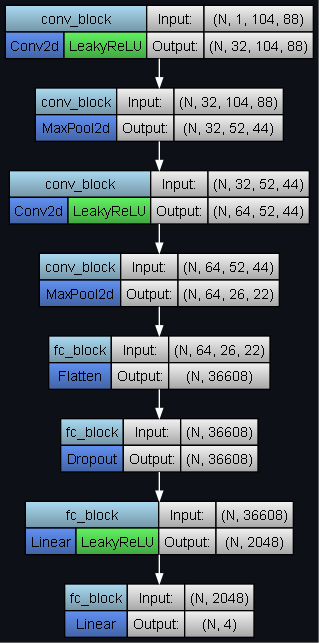 conv_block Input: (N, 1, 104, 88)
Conv2d LeakyReLU Output: (N, 32, 104, 88)
conv_block Input: (N, 32, 104, 88)
MaxPool2d Output: (N, 32, 52, 44)
conv_block Input: (N, 32, 52, 44)
Conv2d LeakyReLU Output: (N, 64, 52, 44)
conv_block Input: (N, 64, 52, 44)
MaxPool2d Output: (N, 64, 26, 22)
fc_block Input: (N, 64, 26, 22)
Flatten Output: (N, 36608)
fc_block Input: (N, 36608)
Dropout Output: (N, 36608)
fc_block Input: (N, 36608)
Linear LeakyReLU Output: (N, 2048)
fc_block Input: (N, 2048)
Linear Output: (N, 4)